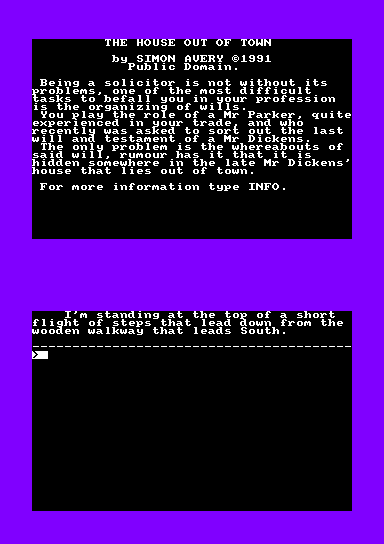 THE HOUSE OUT OF TOWN
by SIMON AVERY ©1991
Public Domain.
Being a solicitor is not without its
problems, one of the most difficult
tasks to befall you in your profession
is the organizing of wills.
You play the role of a Mr Parker, quite
experienced in your trade, and who
recently was asked to sort out the last
will and testament of a Mr Dickens.
The only problem is the whereabouts of
said will, rumour has it that it is
hidden somewhere in the late Mr Dickens'
house that lies out of town.
For more information type INFO.
I'm standing at the top of a short
flight of steps that lead down from the
wooden walkway that leads South.
----------------------------------------
>